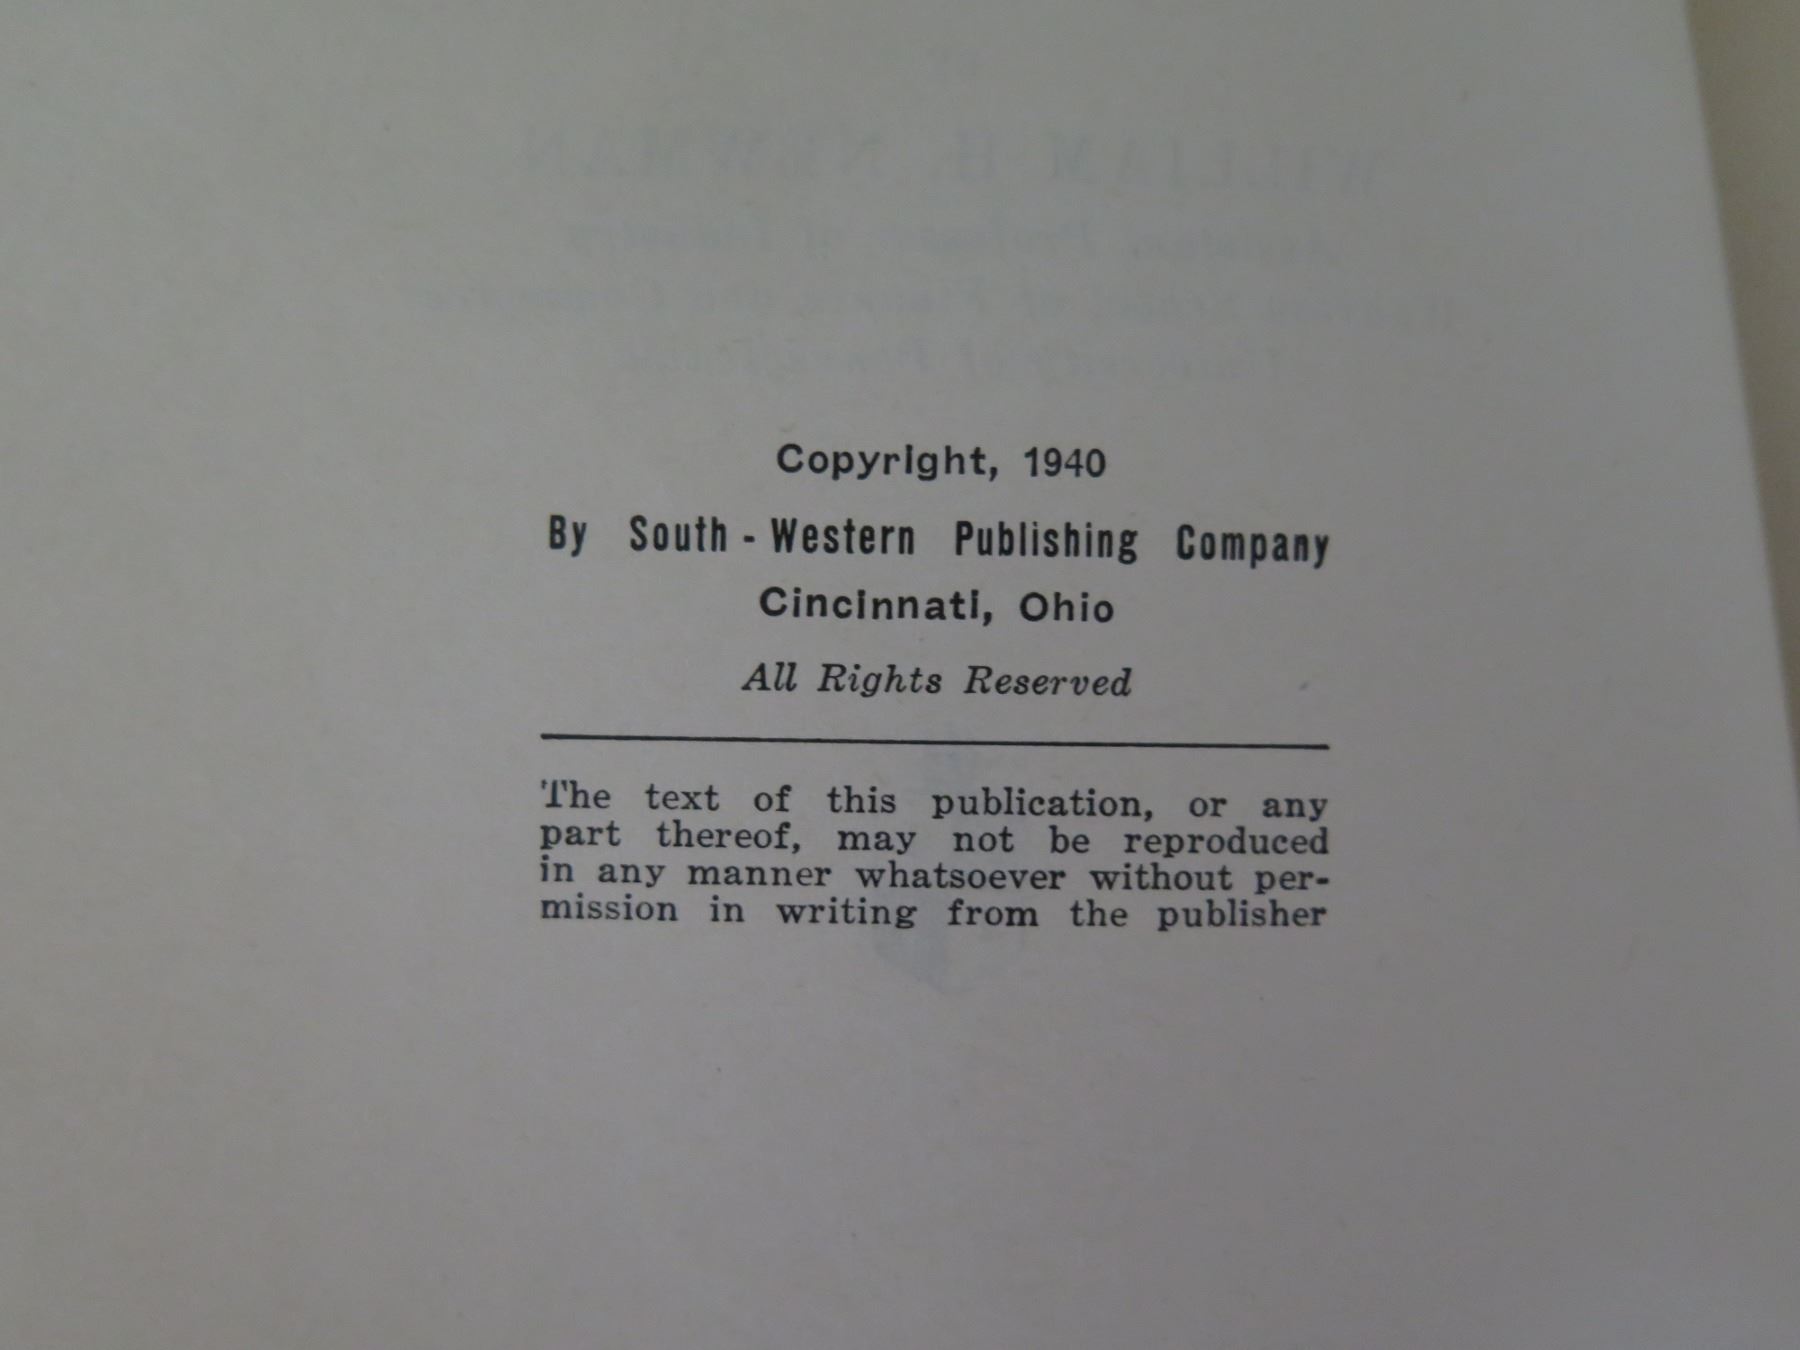 Copyright, 1940
By South-Western Publishing Company
Cincinnati, Ohio
All Rights Reserved
The text of this publication, or any
part thereof, may not be reproduced
in any manner whatsoever without per-
mission in writing from the publisher